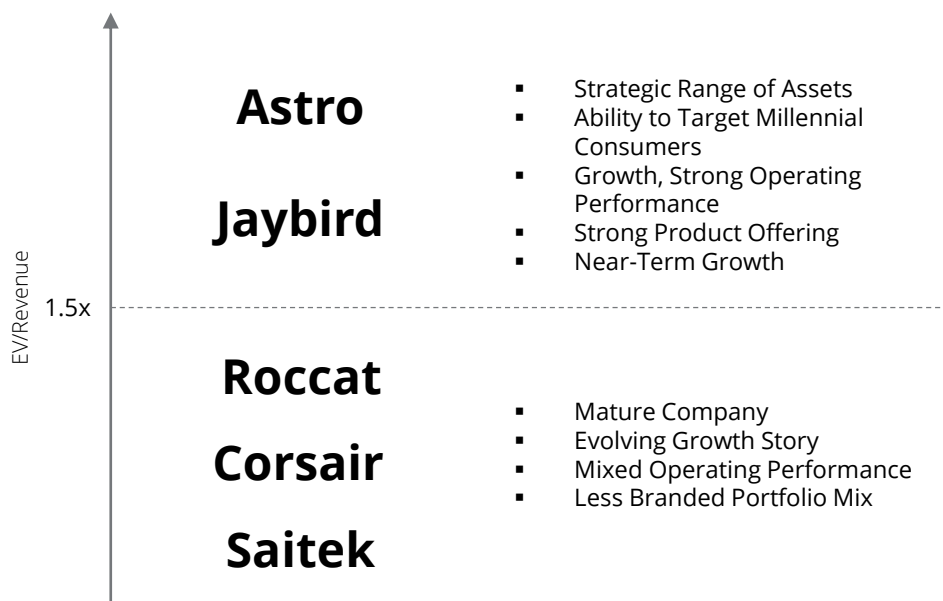 Astro
▪ Strategic Range of Assets
▪ Ability to Target Millennial
Consumers
▪ Growth, Strong Operating
Performance
Jaybird
▪ Strong Product Offering
▪ Near-Term Growth
EV/Revenue
1.5x
Roccat
▪ Mature Company
▪ Evolving Growth Story
Corsair
▪ Mixed Operating Performance
▪ Less Branded Portfolio Mix
Saitek